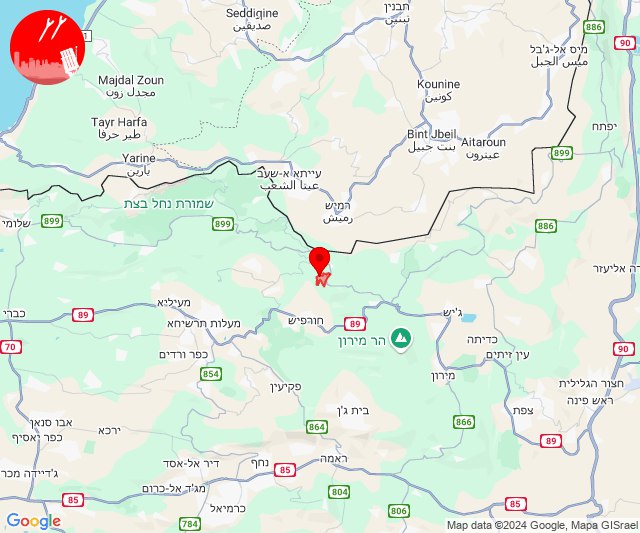 Seddiqine
صديقين
תבנין
تبنين
886
90
מיס אל-ג'בל
ميس الجبل
Majdal Zoun
مجدل زون
Kounine
كونين
Tayr Harfa
طير حرفا
Bint Jbeil
بنت جبيل
Aitaroun
عيترون
יפתח
Yarine
يارين
עייתא א-שעב
عيتا الشعب
899
שמורת נחל בצת
רמיש
رميش
899
שלומי
899
886
דה אליעזר
מעיליא
כברי
89
מעלות תרשיחא
חורפיש
89
ג'יש
הר מירון
כדיתה
70
כפר ורדים
עין זיתים
90
854
מירון
חצור הגלילית
ראש פינה
פקיעין
בית ג'ן
צפת
אבו סנאן
כפר יאסיף
ירכא
864
866
89
ראמה
דיר אל-אסד
נחף
85
ג'דיידה מכר
מג'ד אל-כרום
804
85
85
כרמיאל
806
784
Google
Map data ©2024 Google, Mapa GISrael